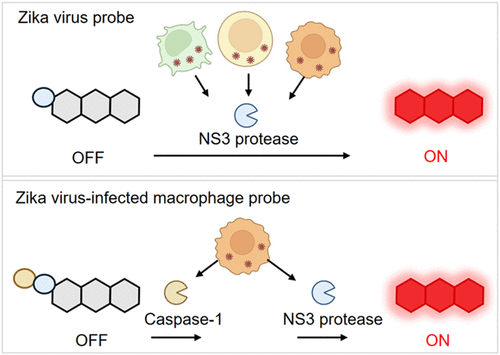 Zika virus probe
NS3 protease
OFF
ON
Zika virus-infected macrophage probe
Caspase-1
NS3 protease
OFF
ON